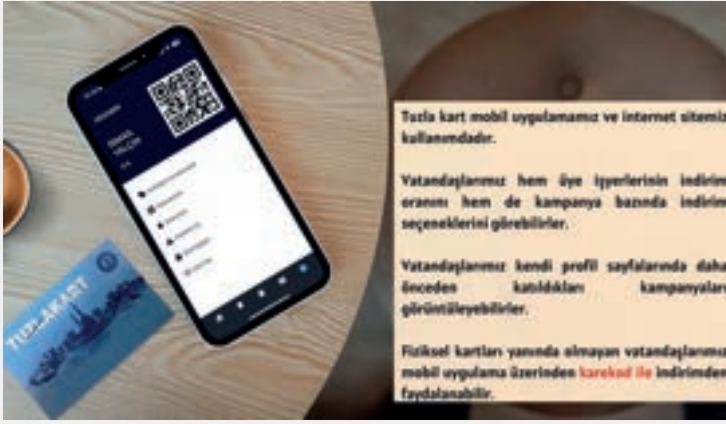 İSMAİL
YALÇIN
TUZLAKART
Tuzla kart mobil uygulamamız ve internet sitemiz
kullanımdadır.
Vatandaşlarımız hem üye işyerlerinin indirim
oranını hem de kampanya bazında indirim
seçeneklerini görebilirler.
Vatandaşlarımız kendi profil sayfalarında daha
önceden katıldıkları kampanyaları
görüntüleyebilirler.
Fiziksel kartları yanında olmayan vatandaşlarımız
mobil uygulama üzerinden karekod ile indirimden
faydalanabilir.